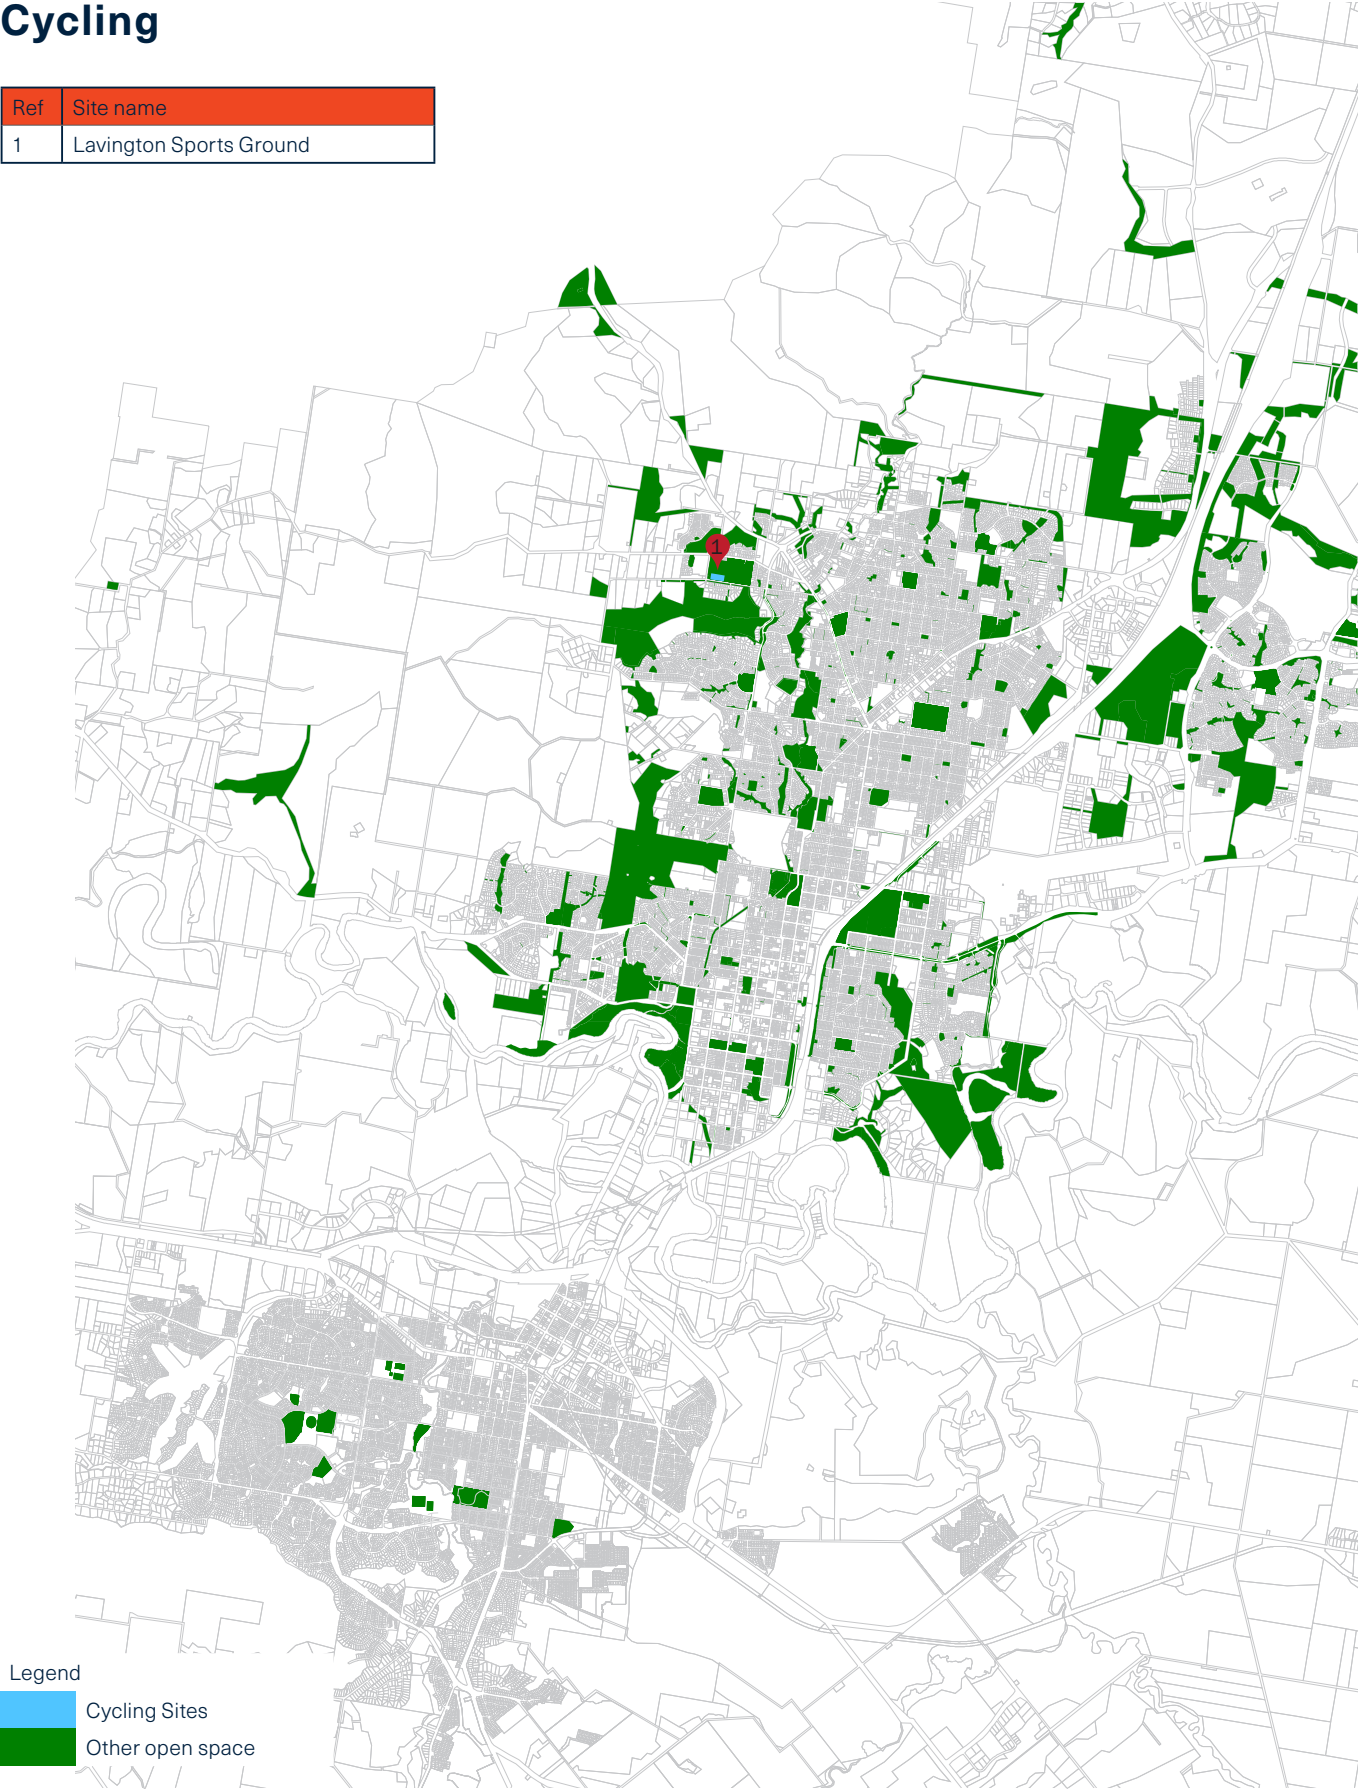 Cycling
Ref Site name
1 Lavington Sports Ground
1
Legend
Cycling Sites
Other open space